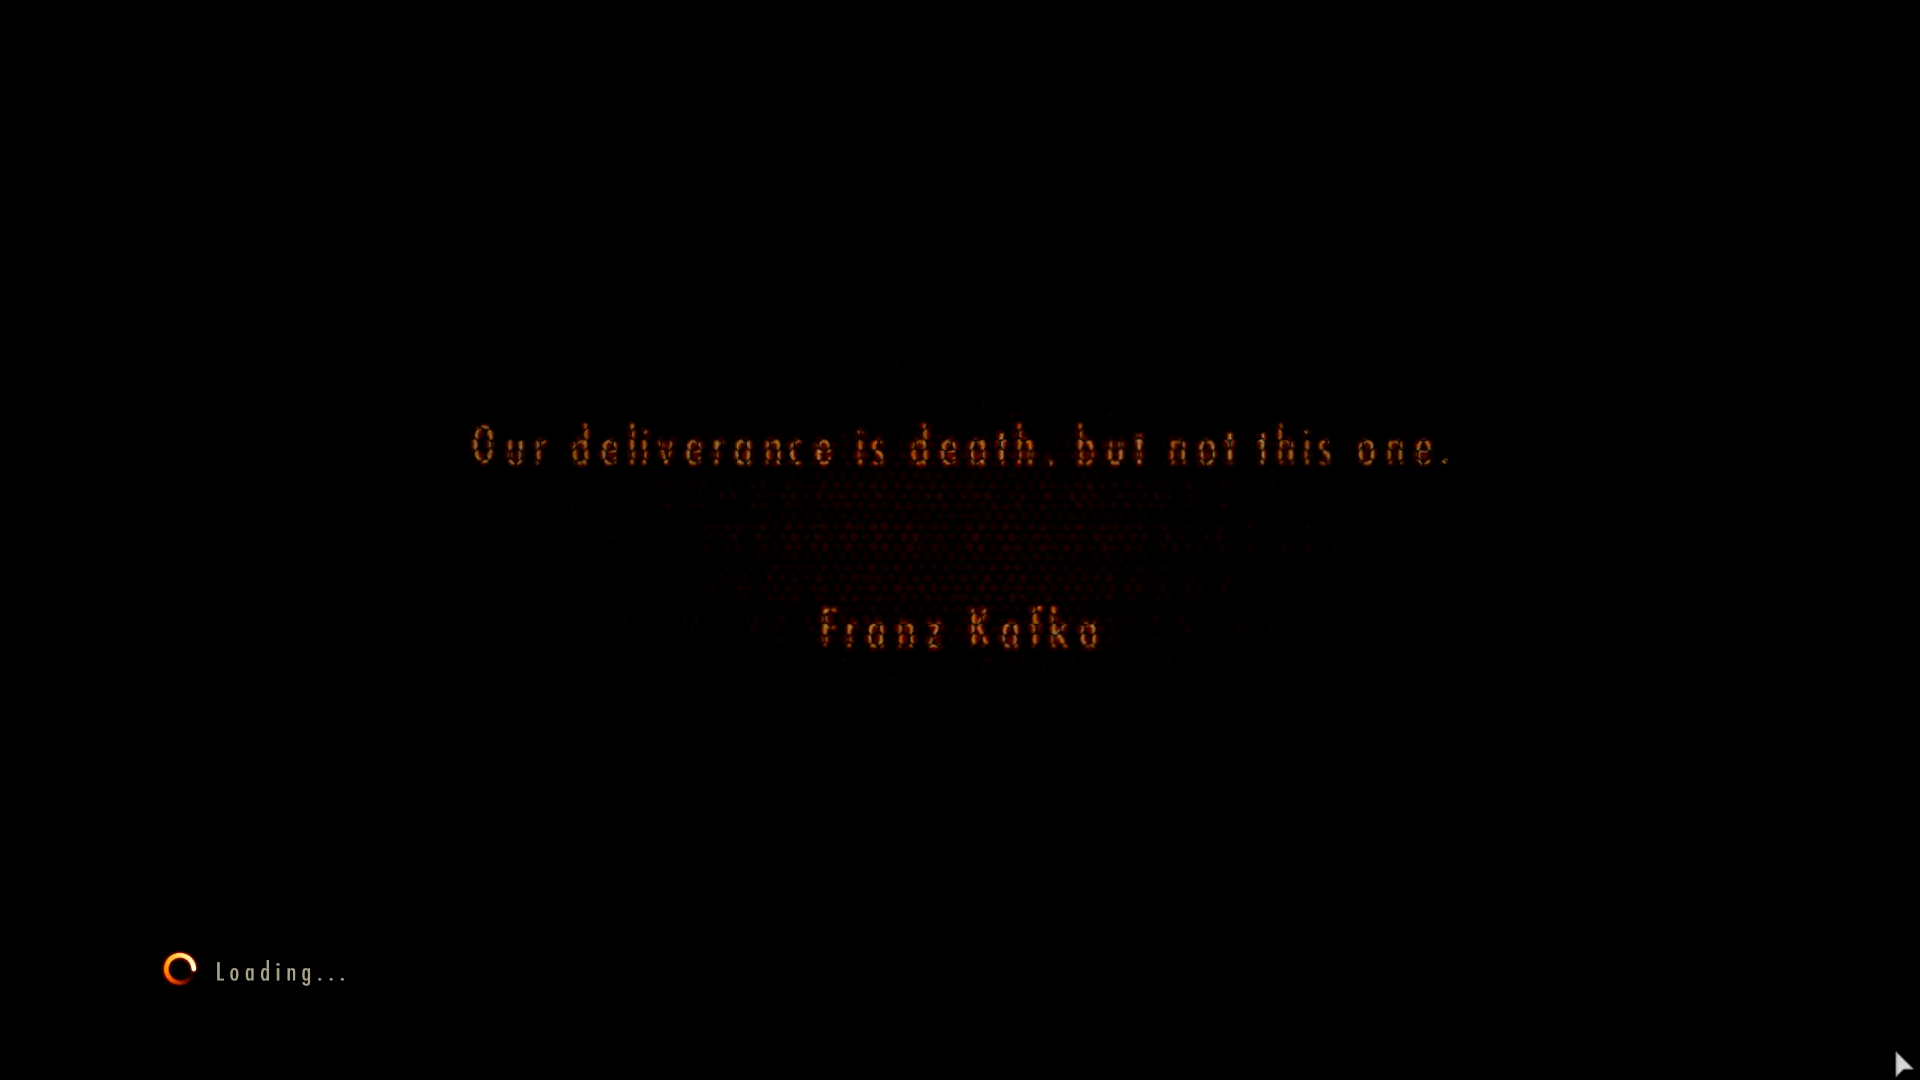 Our deliverance is death, but not this one.
Franz Kafka
Loading...